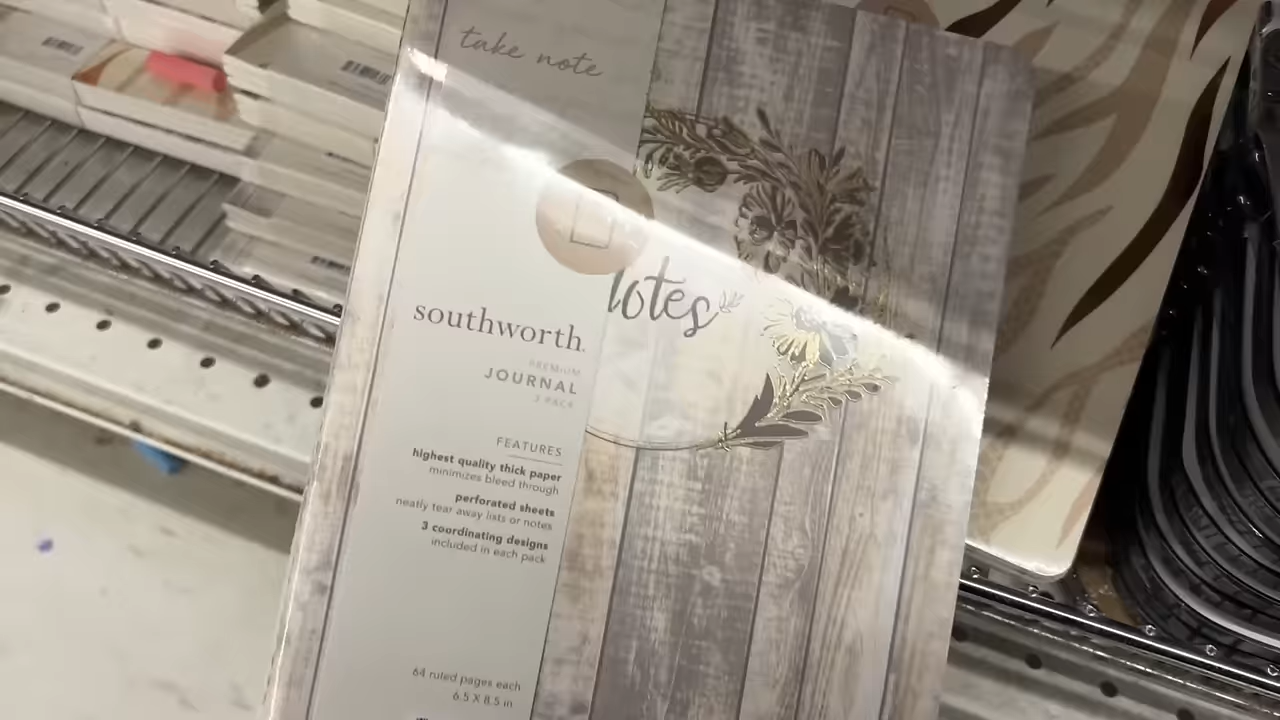 take note
notes
southworth.
PREMIUM
JOURNAL
3 PACK
FEATURES
highest quality thick paper
minimizes bleed through
perforated sheets
neatly tear away lists or notes
3 coordinating designs
included in each pack
64 ruled pages each
6.5 X 8.5 in